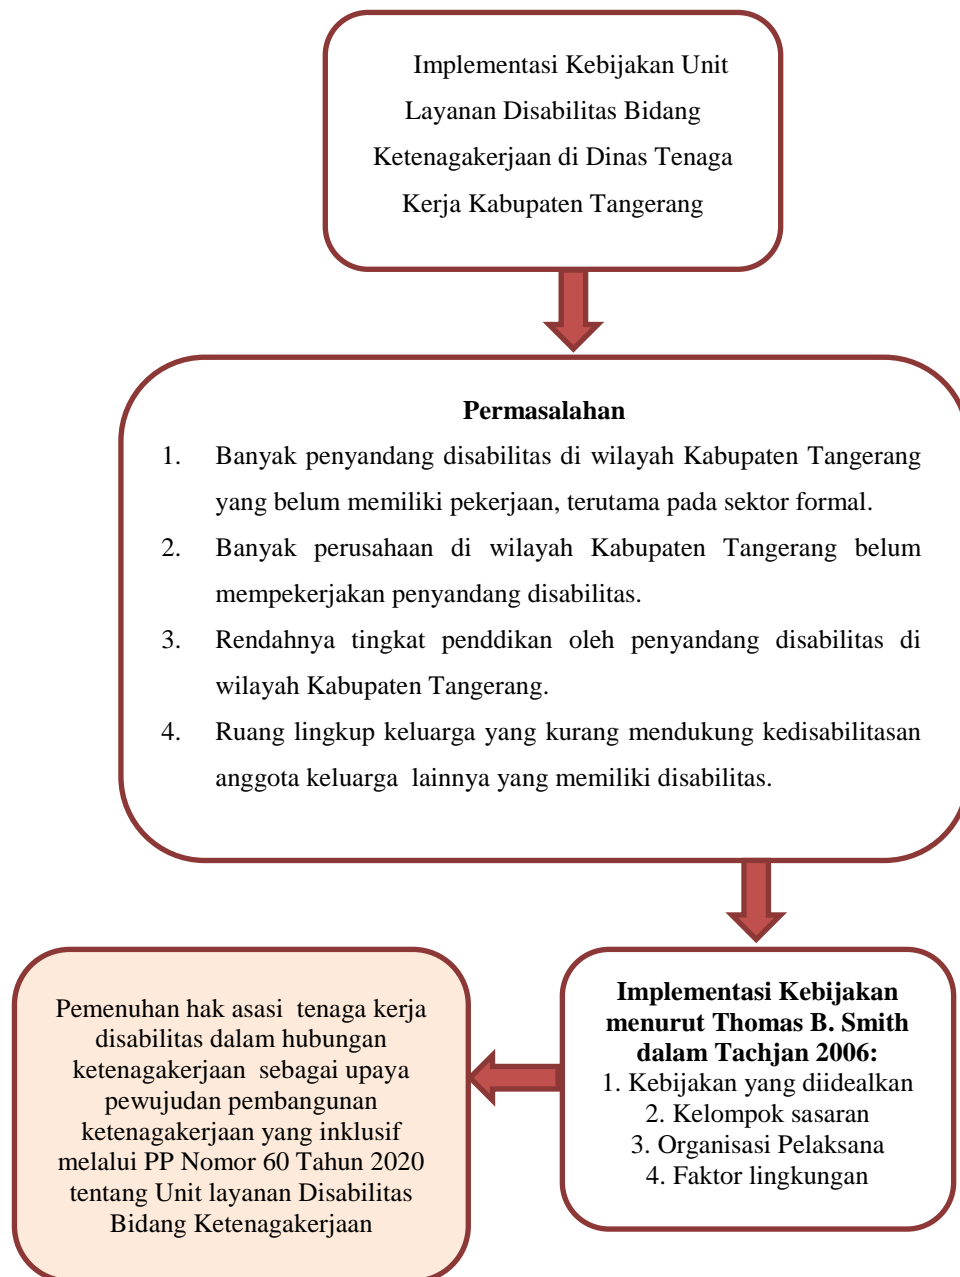 Implementasi Kebijakan Unit
Layanan Disabilitas Bidang
Ketenagakerjaan di Dinas Tenaga
Kerja Kabupaten Tangerang
Permasalahan
1. Banyak penyandang disabilitas di wilayah Kabupaten Tangerang
yang belum memiliki pekerjaan, terutama pada sektor formal.
2. Banyak perusahaan di wilayah Kabupaten Tangerang belum
mempekerjakan penyandang disabilitas.
3. Rendahnya tingkat penddikan oleh penyandang disabilitas di
wilayah Kabupaten Tangerang.
4. Ruang lingkup keluarga yang kurang mendukung kedisabilitasan
anggota keluarga lainnya yang memiliki disabilitas.
Implementasi Kebijakan
menurut Thomas B. Smith
dalam Tachjan 2006:
1. Kebijakan yang diidealkan
2. Kelompok sasaran
3. Organisasi Pelaksana
4. Faktor lingkungan
Pemenuhan hak asasi tenaga kerja
disabilitas dalam hubungan
ketenagakerjaan sebagai upaya
pewujudan pembangunan
ketenagakerjaan yang inklusif
melalui PP Nomor 60 Tahun 2020
tentang Unit layanan Disabilitas
Bidang Ketenagakerjaan